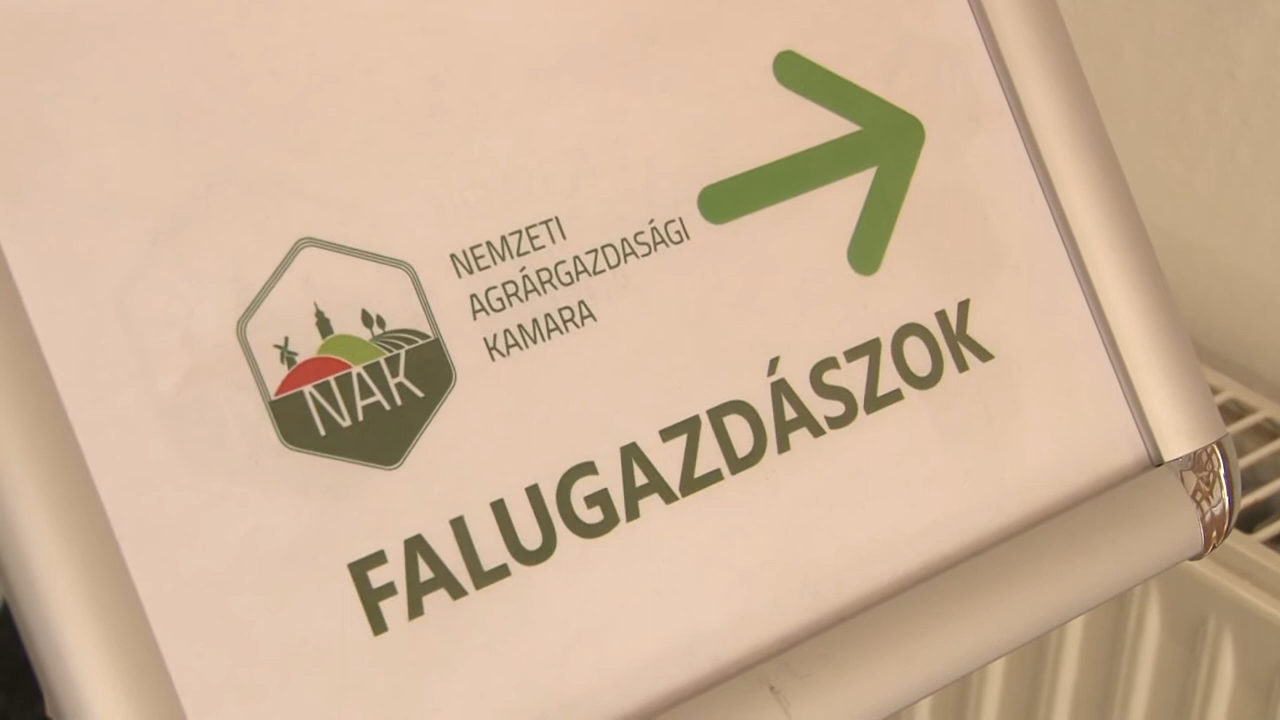 NEMZETI
AGRÁRGAZDASÁGI
KAMARA
NAK
FALUGAZDÁSZOK